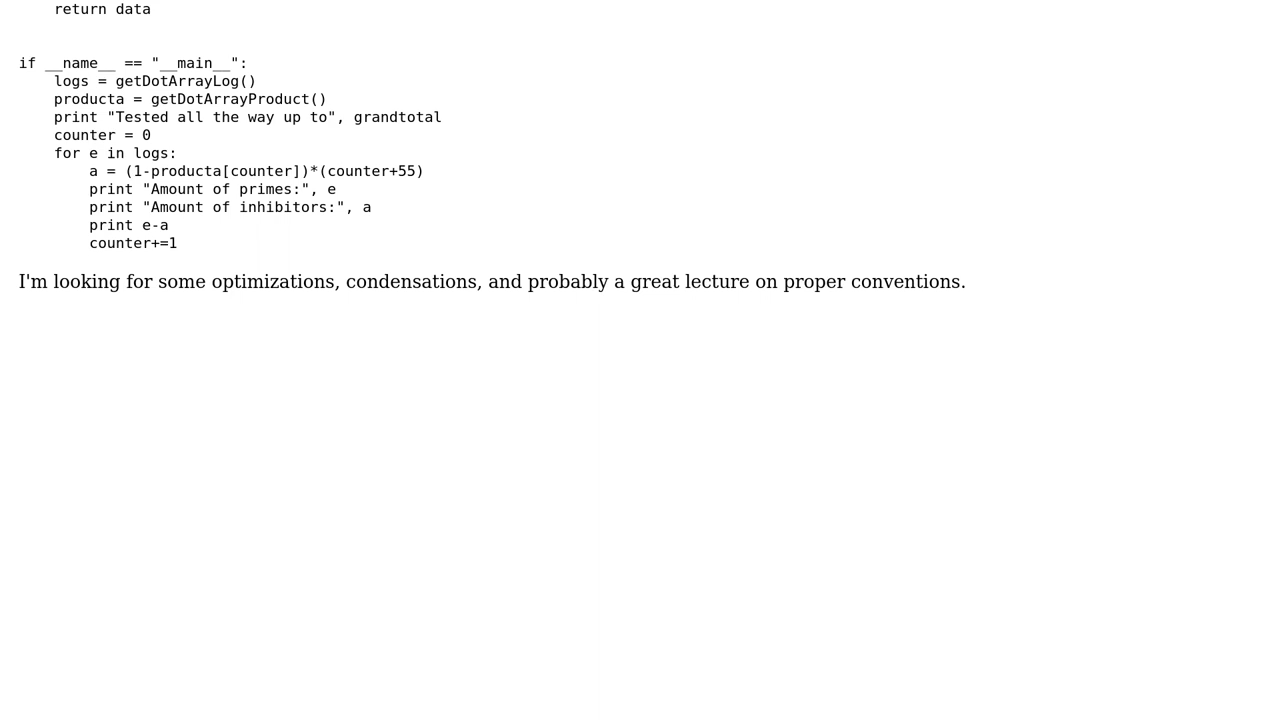 return data
if __name__ == "__main__":
    logs = getDotArrayLog()
    producta = getDotArrayProduct()
    print "Tested all the way up to", grandtotal
    counter = 0
    for e in logs:
        a = (1-producta[counter])*(counter+55)
        print "Amount of primes:", e
        print "Amount of inhibitors:", a
        print e-a
        counter+=1
I'm looking for some optimizations, condensations, and probably a great lecture on proper conventions.